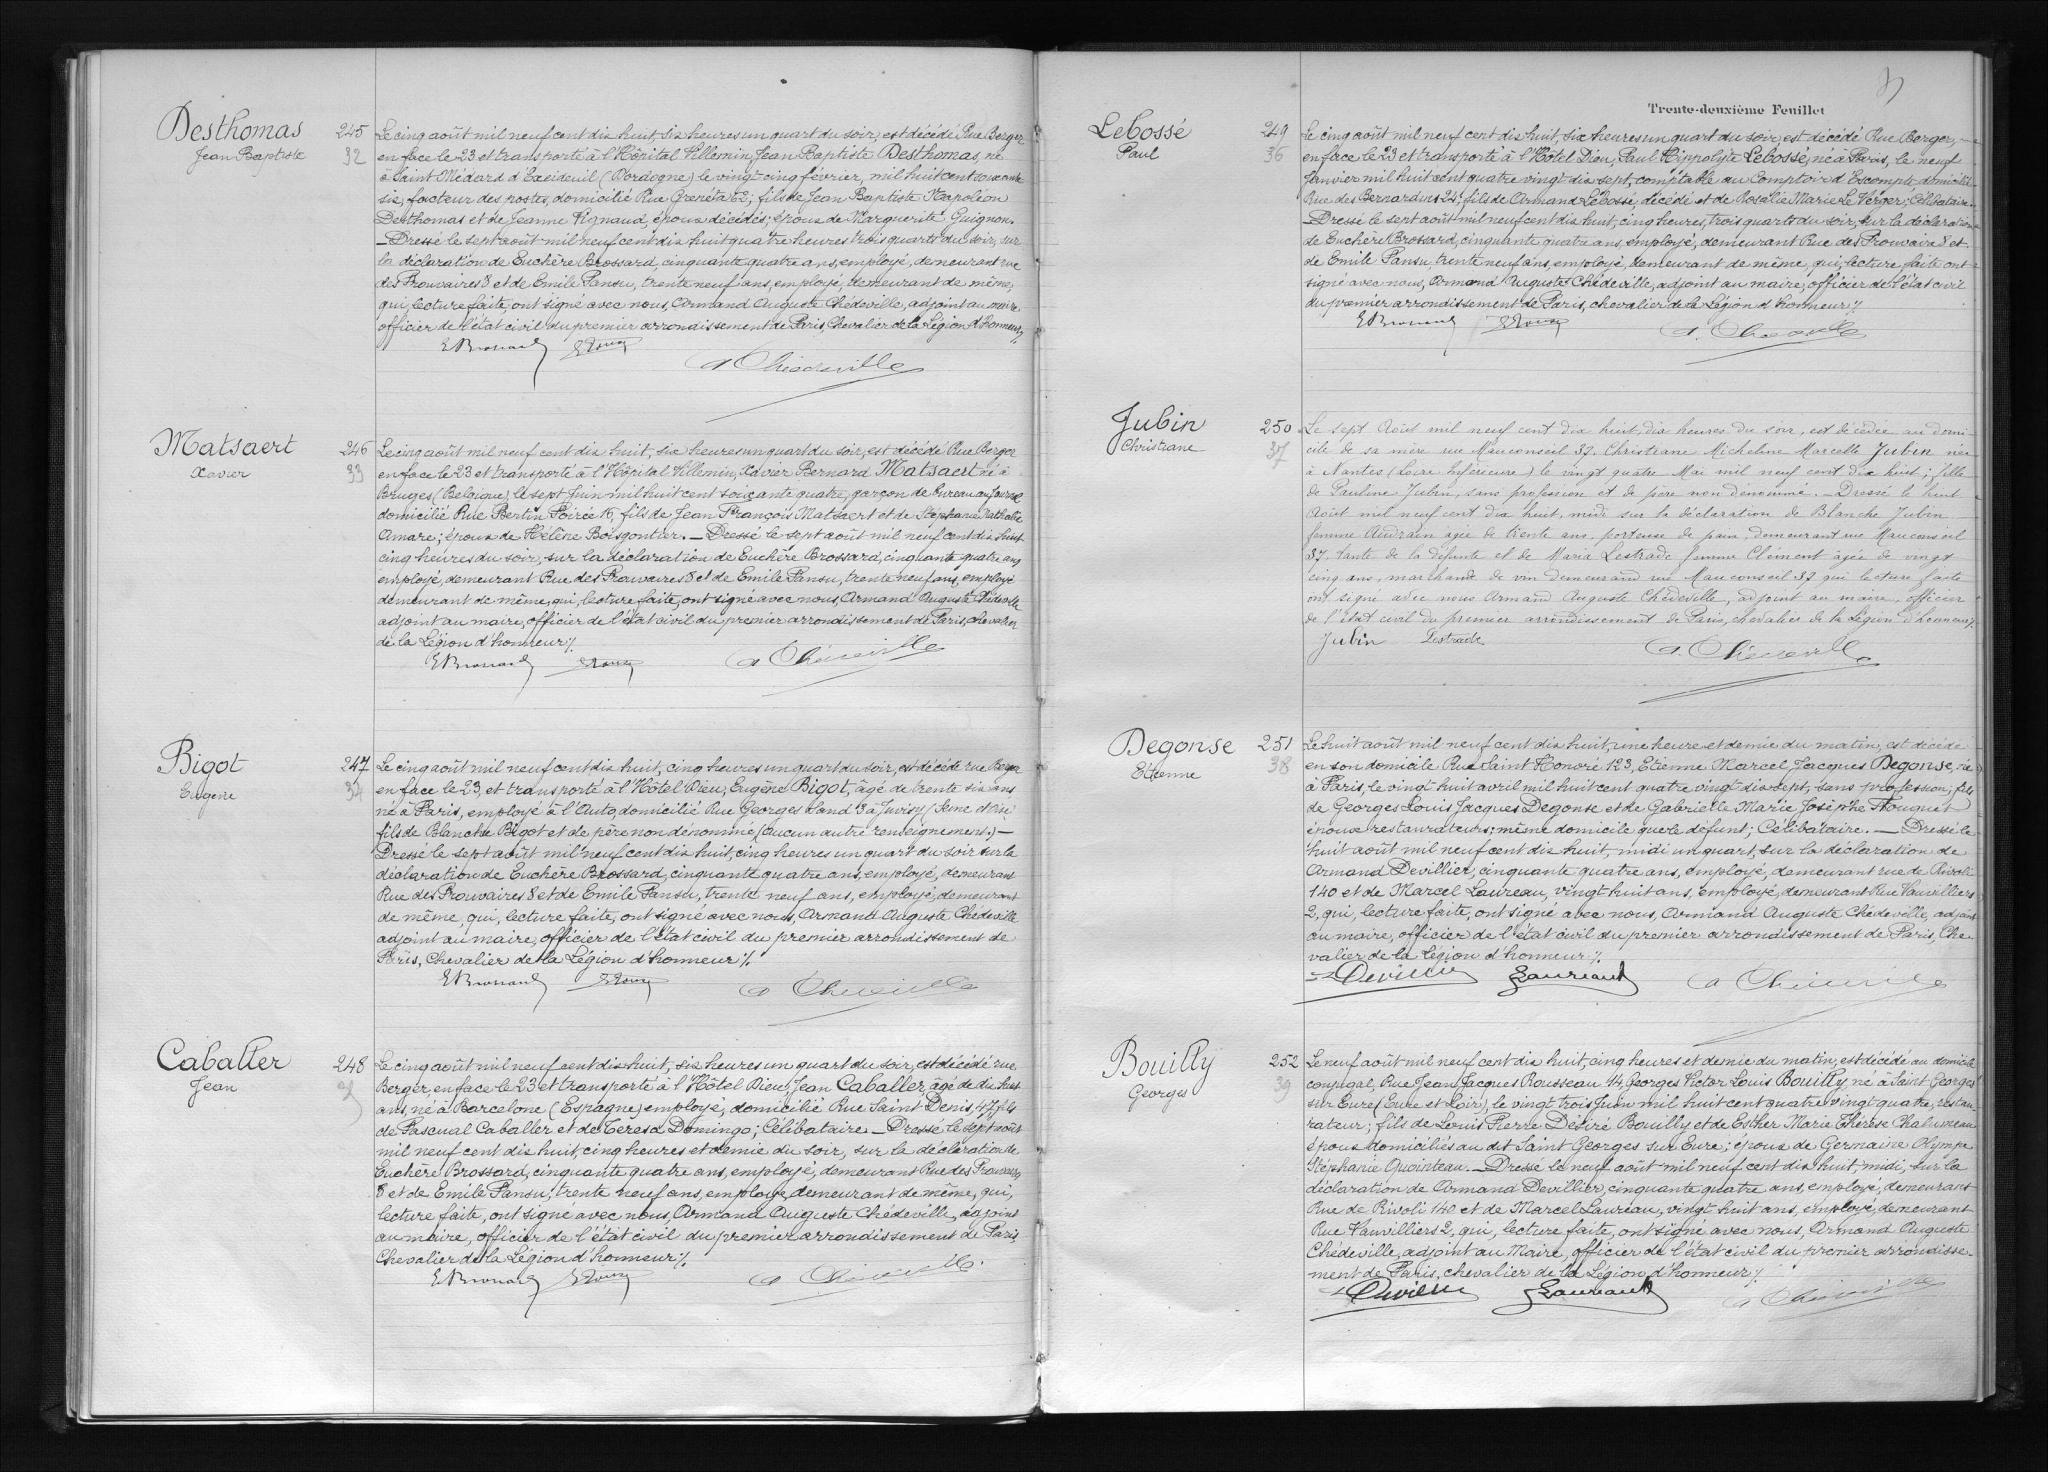 Desthomas
Jean Baptiste
245
32
Le cinq août mil neuf cent dix huit, six heures un quart du soir, est décédé, Rue Berger
en face le 23 et transporté à l'Hôpital Villemin, Jean Baptiste Desthomas, né
à Saint Médard d'Exideuil (Dordogne) le vingt cinq février, mil huit cent soixante
six, facteur des postes, domicilié Rue Greneta 62; fils de Jean Baptiste Napoléon
Desthomas et de Jeanne Vignaud, époux décédés; époux de Marguerite Guignon.
— Dressé le sept août mil neuf cent dix huit quatre heures trois quarts du soir, sur
la déclaration de Euchère Brossard, cinquante quatre ans, employé, demeurant rue
des Prouvaires 8 et de Emile Pansu, trente neuf ans, employé, demeurant de même,
qui, lecture faite, ont signé avec nous, Armand Auguste Chédeville, adjoint au maire
officier de l'état civil du premier arrondissement de Paris, Chevalier de la Légion d'honneur %
E Brossard
A Chédeville
Matsaert
Xavier
246
33
Le cinq août mil neuf cent dix huit, six heures un quart du soir, est décédé Rue Berger
en face le 23 et transporté à l'Hôpital Villemin, Xavier Bernard Matsaert né à
Bruges (Belgique) le sept Juin mil huit cent soixante quatre, garçon de bureau au Journal
domicilié Rue Bertin Poirée 16, fils de Jean François Matsaert et de Stéphanie Nathalie
Amare; époux de Hélène Boisgontier. — Dressé le sept août mil neuf cent dix huit
cinq heures du soir, sur la déclaration de Euchère Brossard, cinquante quatre ans
employé, demeurant Rue des Prouvaires 8 et de Emile Pansu, trente neuf ans, employé
demeurant de même, qui, lecture faite, ont signé avec nous, Armand Auguste Chédeville
adjoint au maire, officier de l'état civil du premier arrondissement de Paris, chevalier
de la Légion d'honneur %
E Brossard
A Chédeville
Bigot
Eugène
247
34
Le cinq août mil neuf cent dix huit, cinq heures un quart du soir, est décédé rue Berger
en face le 23, et transporté à l'Hôtel Dieu, Eugène Bigot, âgé de trente six ans
né à Paris, employé à l'Auto, domicilié Rue Georges Sand 13 à Juvisy (Seine et Oise)
fils de Blanche Bigot et de père non dénommé (aucun autre renseignement.) —
Dressé le sept août mil neuf cent dix huit, cinq heures un quart du soir sur la
déclaration de Euchère Brossard, cinquante quatre ans, employé, demeurant
Rue des Prouvaires 8 et de Emile Pansu, trente neuf ans, employé, demeurant
de même, qui, lecture faite, ont signé avec nous, Armand Auguste Chédeville
adjoint au maire, officier de l'état civil du premier arrondissement de
Paris, Chevalier de la Légion d'honneur %
E Brossard
A Chédeville
Caballer
Jean
248
Le cinq août mil neuf cent dix huit, six heures un quart du soir, est décédé rue
Berger, en face le 23 et transporté à l'Hôtel Dieu, Jean Caballer, âgé de dix huit
ans, né à Barcelone (Espagne) employé, domicilié Rue Saint Denis, 47, fils
de Pascual Caballer et de Teresa Domingo; Célibataire — Dressé le sept août
mil neuf cent dix huit, cinq heures et demie du soir, sur la déclaration de
Euchère Brossard, cinquante quatre ans, employé, demeurant Rue des Prouvaires
8 et de Emile Pansu, trente neuf ans, employé, demeurant de même, qui,
lecture faite, ont signé avec nous, Armand Auguste Chédeville, adjoint
au maire, officier de l'état civil du premier arrondissement de Paris,
Chevalier de la Légion d'honneur %
E Brossard
A Chédeville
Trente-deuxième Feuillet
Lebossé
Paul
249
36
Le cinq août mil neuf cent dix huit, six heures un quart du soir, est décédé Rue Berger,
en face le 23 et transporté à l'Hôtel Dieu, Paul Hippolyte Lebossé, né à Paris, le neuf
Janvier mil huit cent quatre vingt dix sept, comptable au Comptoir d'Escompte domicilié
Rue des Bernardins 24; fils de Armand Lebossé, décédé et de Rosalie Marie Le Verger; Célibataire.
— Dressé le sept août mil neuf cent dix huit, cinq heures, trois quarts du soir, sur la déclaration
de Euchère Brossard, cinquante quatre ans, employé, demeurant Rue des Prouvaire 8 et
de Emile Pansu trente neuf ans, employé, demeurant de même, qui, lecture faite ont
signé avec nous, Armand Auguste Chédeville, adjoint au maire, officier de l'état civil
du premier arrondissement de Paris, chevalier de la Légion d'honneur %
E Brossard
A. Chédeville
Jubin
Christiane
250
37
Le sept Août mil neuf cent dix huit, dix heures du soir, est décédée au domi-
cile de sa mère rue Mauconseil 37, Christiane Micheline Marcelle Jubin née
à Nantes (Loire Inférieure) le vingt quatre Mai mil neuf cent dix huit; fille
de Pauline Jubin, sans profession et de père non dénommé. — Dressé le huit
Août mil neuf cent dix huit, midi sur la déclaration de Blanche Jubin
femme Audrain agée de trente ans, porteuse de pain, demeurant rue Mauconseil
37, tante de la défunte et de Maria Lestrade femme Clément âgée de vingt
cinq ans, marchande de vin demeurant rue Mauconseil 37 qui lecture faite
ont signé avec nous Armand Auguste Chédeville, adjoint au maire, officier
de l'état civil du premier arrondissement de Paris, chevalier de la Légion d'honneur %
Jubin Lestrade
A. Chédeville
Degonse
Etienne
251
38
Le huit août mil neuf cent dix huit, une heure et demie du matin, est décédé
en son domicile Rue Saint Honoré 123, Etienne Marcel Jacques Degonse, né
à Paris, le vingt huit avril mil huit cent quatre vingt dix sept, sans profession; fils
de Georges Louis Jacques Degonse et de Gabrielle Marie Josèphe Fouquet
époux restaurateurs; même domicile que le défunt; Célibataire. — Dressé le
huit août mil neuf cent dix huit, midi un quart, sur la déclaration de
Armand Devillier, cinquante quatre ans, employé, demeurant rue de Rivoli
140 et de Marcel Laureau, vingt huit ans, employé, demeurant Rue Vauvilliers
2, qui, lecture faite, ont signé avec nous, Armand Auguste Chédeville, adjoint
au maire, officier de l'état civil du premier arrondissement de Paris, Che-
valier de la Légion d'honneur %
Devillier Laureau A Chédeville
Bouilly
Georges
252
39
Le neuf août mil neuf cent dix huit, cinq heures et demie du matin, est décédé au domicile
conjugal, Rue Jean Jacques Rousseau 14, Georges Victor Louis Bouilly, né à Saint Georges
sur Eure (Eure et Loir), le vingt trois Juin mil huit cent quatre vingt quatre, restau-
rateur; fils de Louis Pierre Désiré Bouilly et de Esther Marie Thérèse Chaluveau
époux domiciliés au dit Saint Georges sur Eure; époux de Germaine Olympe
Stéphanie Quointeau. — Dressé le neuf août mil neuf cent dix huit, midi, sur la
déclaration de Armand Devillier, cinquante quatre ans, employé, demeurant
Rue de Rivoli 140 et de Marcel Laureau, vingt huit ans, employé, demeurant
Rue Vauvilliers 2, qui, lecture faite, ont signé avec nous, Armand Auguste
Chédeville, adjoint au Maire, officier de l'état civil du premier arrondisse-
ment de Paris, chevalier de la Légion d'honneur %
Devillier Laureau A Chédeville